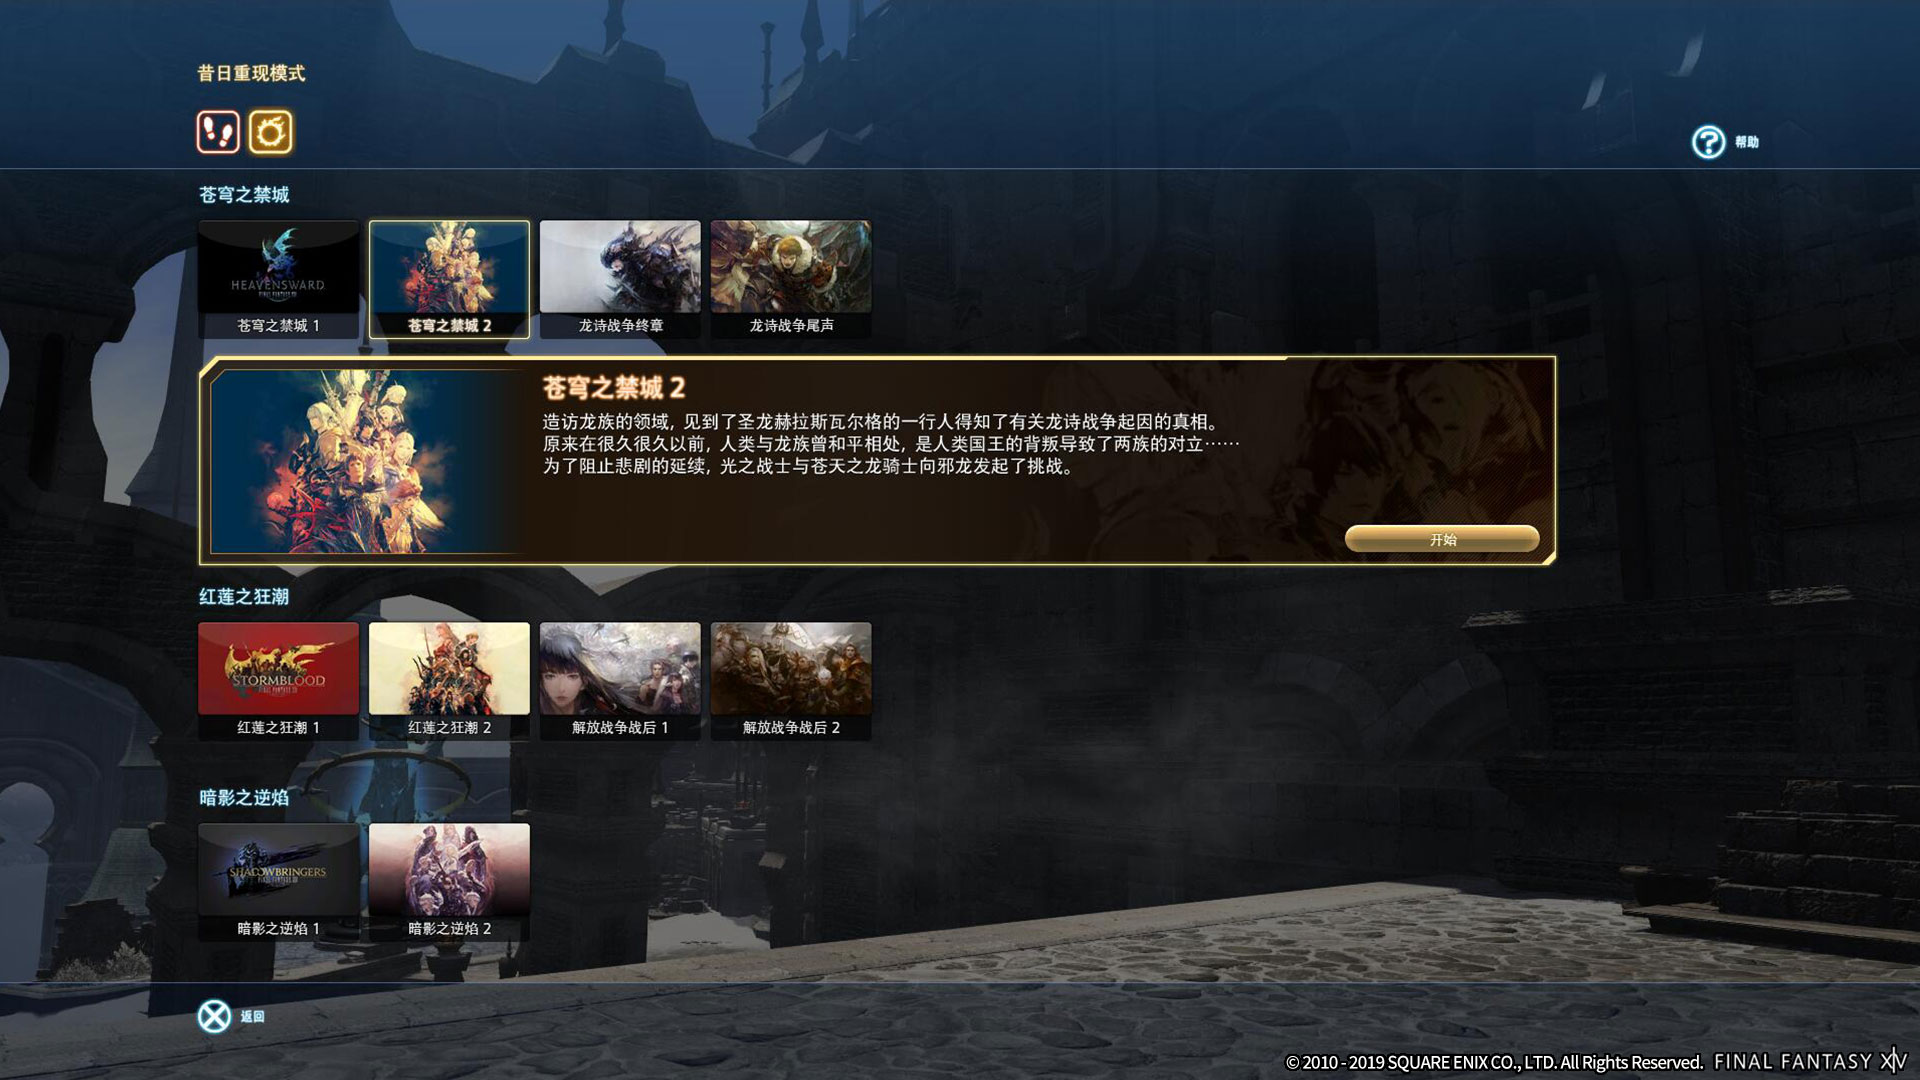 昔日重现模式
帮助
苍穹之禁城
HEAVENSWARD
FINAL FANTASY XIV
苍穹之禁城 1
苍穹之禁城 2
龙诗战争终章
龙诗战争尾声
苍穹之禁城 2
造访龙族的领域，见到了圣龙赫拉斯瓦尔格的一行人得知了有关龙诗战争起因的真相。
原来在很久很久以前，人类与龙族曾和平相处，是人类国王的背叛导致了两族的对立……
为了阻止悲剧的延续，光之战士与苍天之龙骑士向邪龙发起了挑战。
开始
红莲之狂潮
STORMBLOOD
FINAL FANTASY XIV
红莲之狂潮 1
红莲之狂潮 2
解放战争战后 1
解放战争战后 2
暗影之逆焰
SHADOWBRINGERS
FINAL FANTASY XIV
暗影之逆焰 1
暗影之逆焰 2
返回
© 2010 - 2019 SQUARE ENIX CO., LTD. All Rights Reserved. FINAL FANTASY XIV